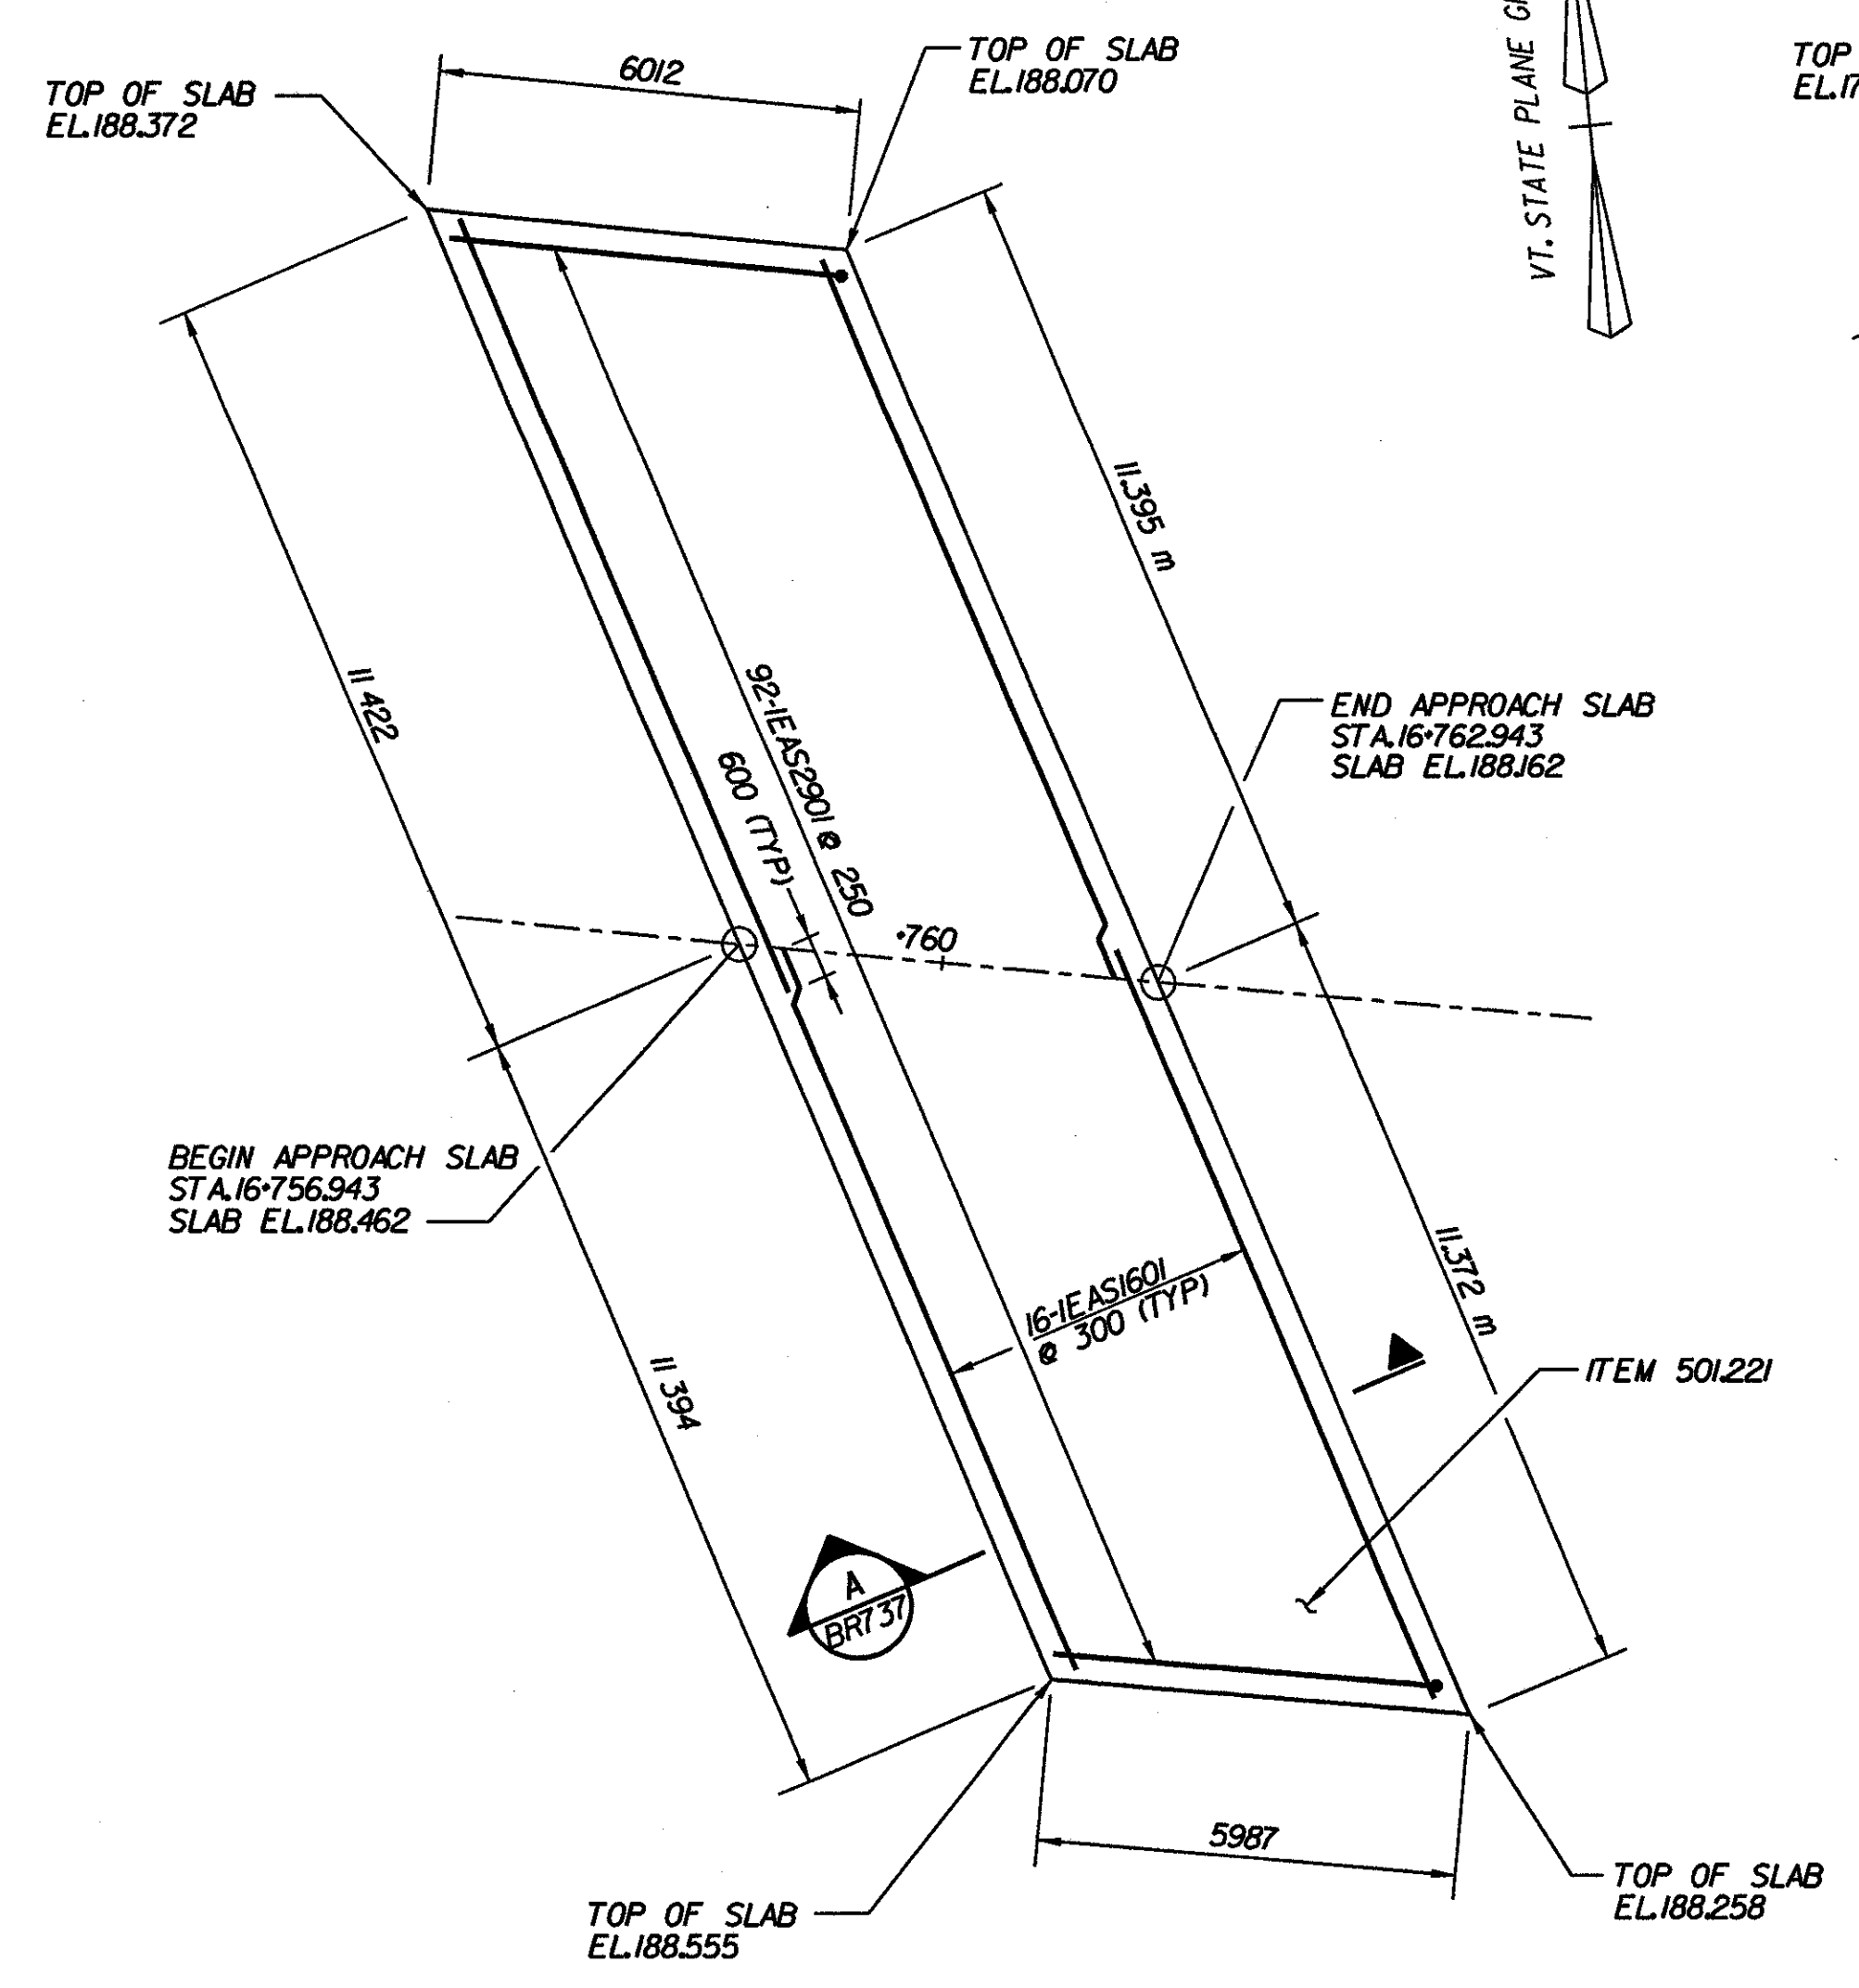 TOP OF SLAB
EL.188.372
6012
TOP OF SLAB
EL.188.070
VT. STATE PLANE
TOP
11.395 m
11 422
92-1EAS2901 @ 250
600 (TYP)
END APPROACH SLAB
STA.16+762.943
SLAB EL.188.162
+760
BEGIN APPROACH SLAB
STA.16+756.943
SLAB EL.188.462
11.372 m
16-1EAS1601
@ 300 (TYP)
ITEM 501.221
11 394
A
BR737
5987
TOP OF SLAB
EL.188.258
TOP OF SLAB
EL.188.555